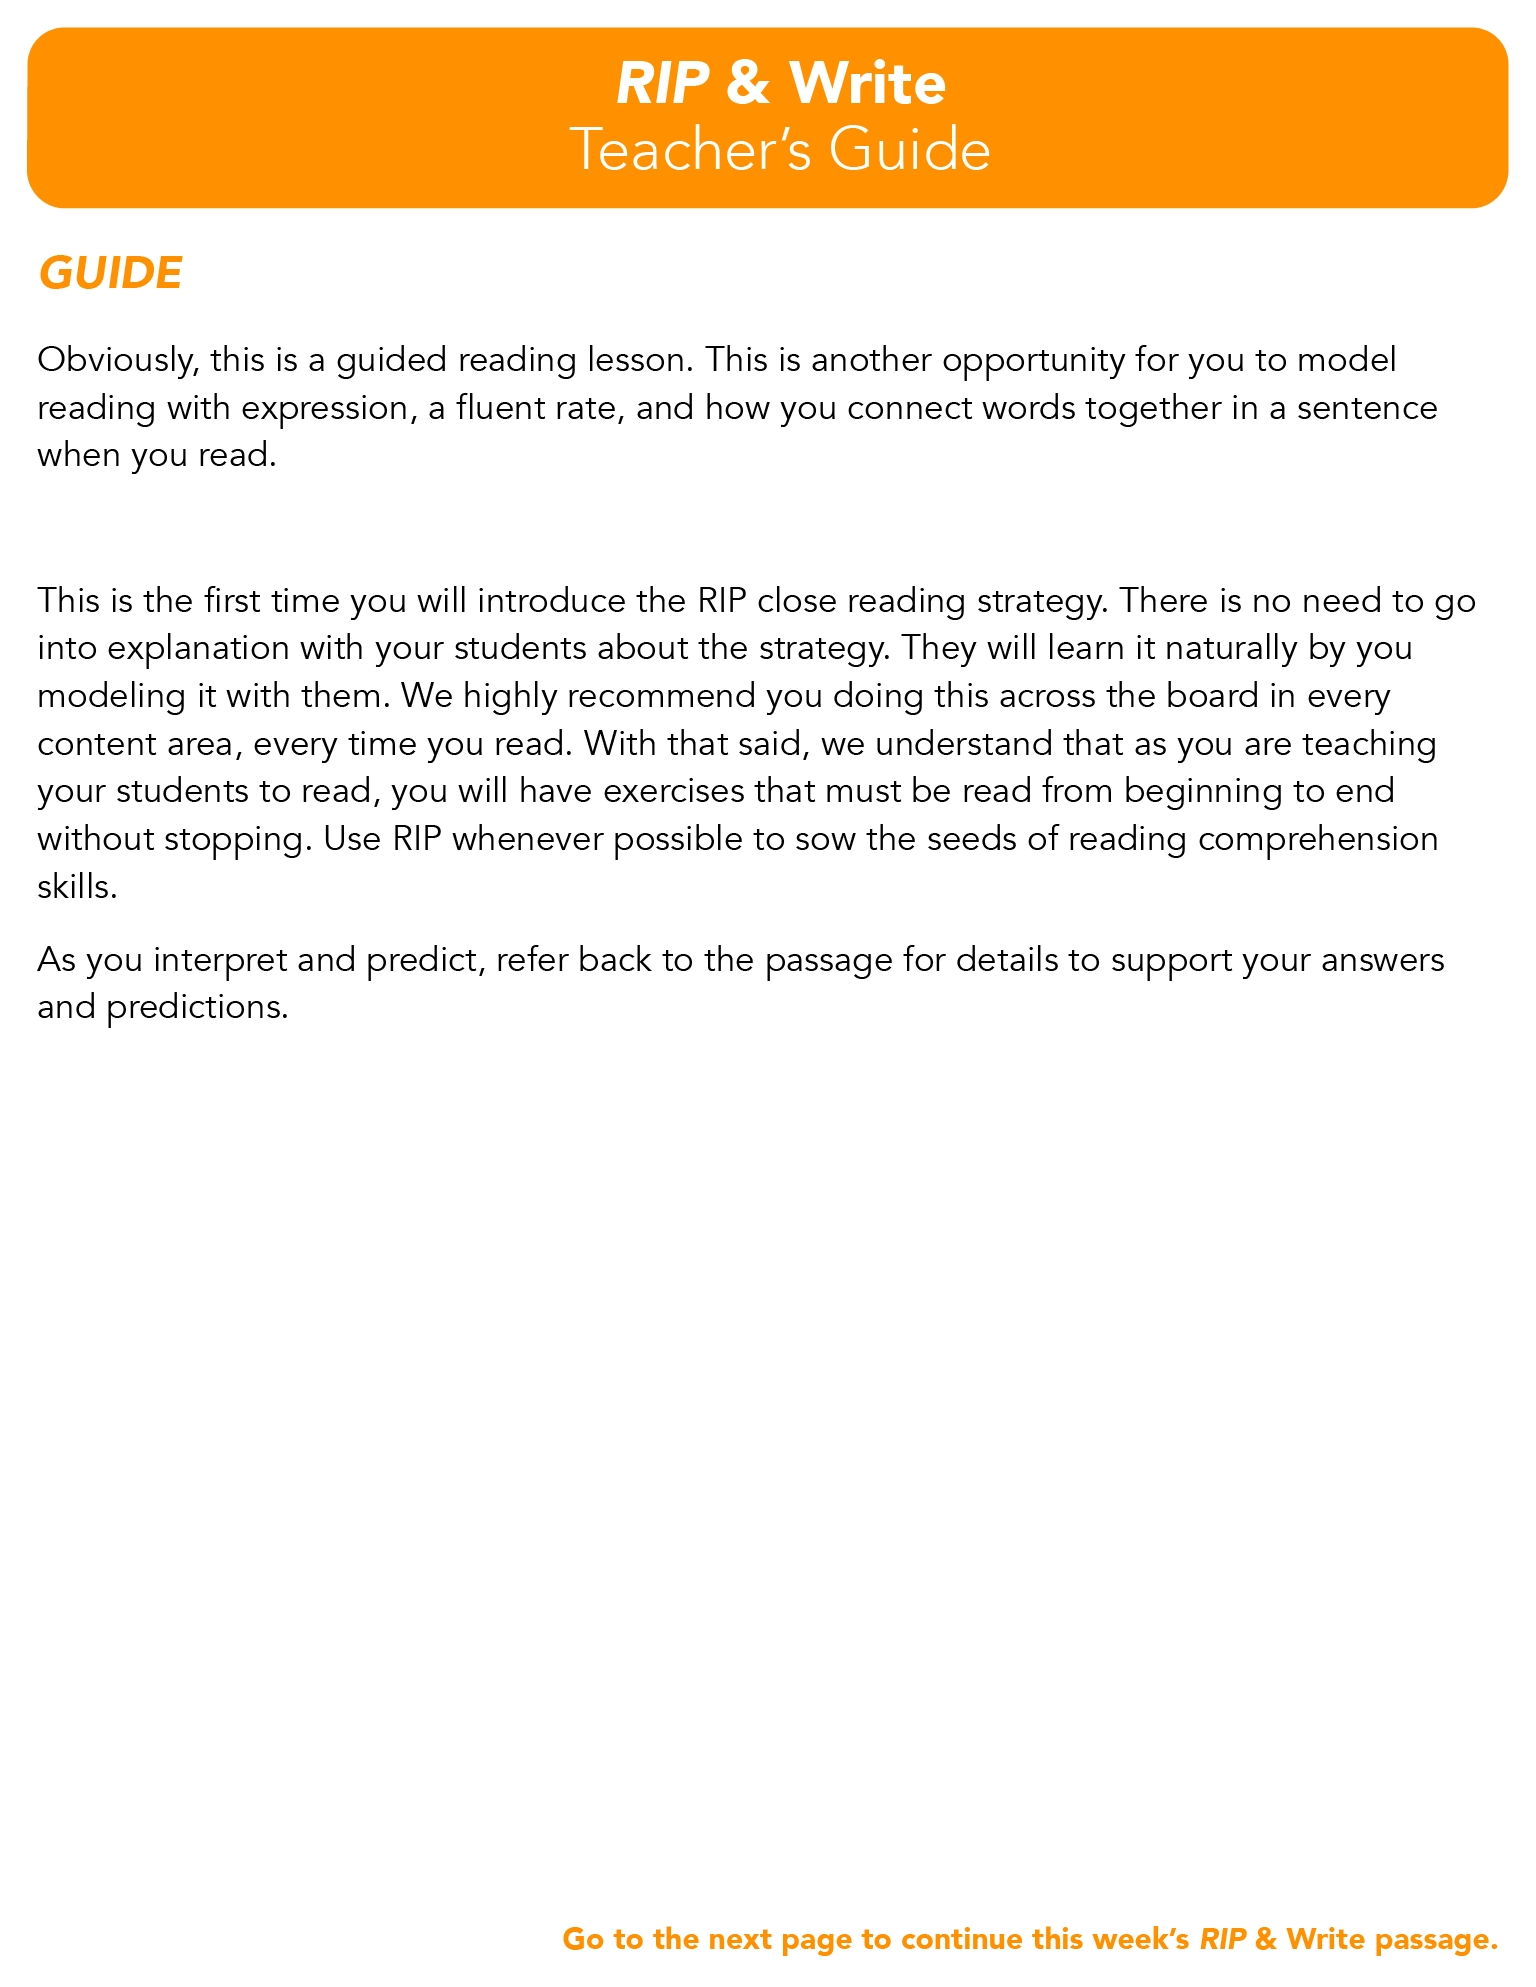 RIP & Write
Teacher’s Guide
GUIDE
Obviously, this is a guided reading lesson. This is another opportunity for you to model
reading with expression, a fluent rate, and how you connect words together in a sentence
when you read.
This is the first time you will introduce the RIP close reading strategy. There is no need to go
into explanation with your students about the strategy. They will learn it naturally by you
modeling it with them. We highly recommend you doing this across the board in every
content area, every time you read. With that said, we understand that as you are teaching
your students to read, you will have exercises that must be read from beginning to end
without stopping. Use RIP whenever possible to sow the seeds of reading comprehension
skills.
As you interpret and predict, refer back to the passage for details to support your answers
and predictions.
Go to the next page to continue this week’s RIP & Write passage.